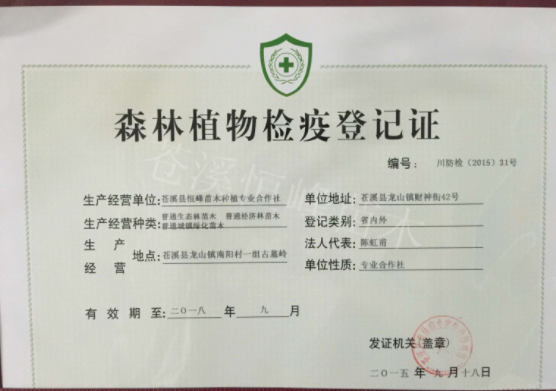 森林植物检疫登记证
编号： 川防检（2015）31号
生产经营单位:苍溪县恒峰苗木种植专业合作社
单位地址: 苍溪县龙山镇财神街42号
生产经营种类: 普通生态林苗木 普通经济林苗木
普通城镇绿化苗木
登记类别: 省内外
生产
经营
地点: 苍溪县龙山镇南阳村一组古墓岭
法人代表: 陈虹甫
单位性质: 专业合作社
有效期至: 二〇一八 年 九 月
发证机关(盖章)
二〇一五年九月十八日
苍溪恒
木